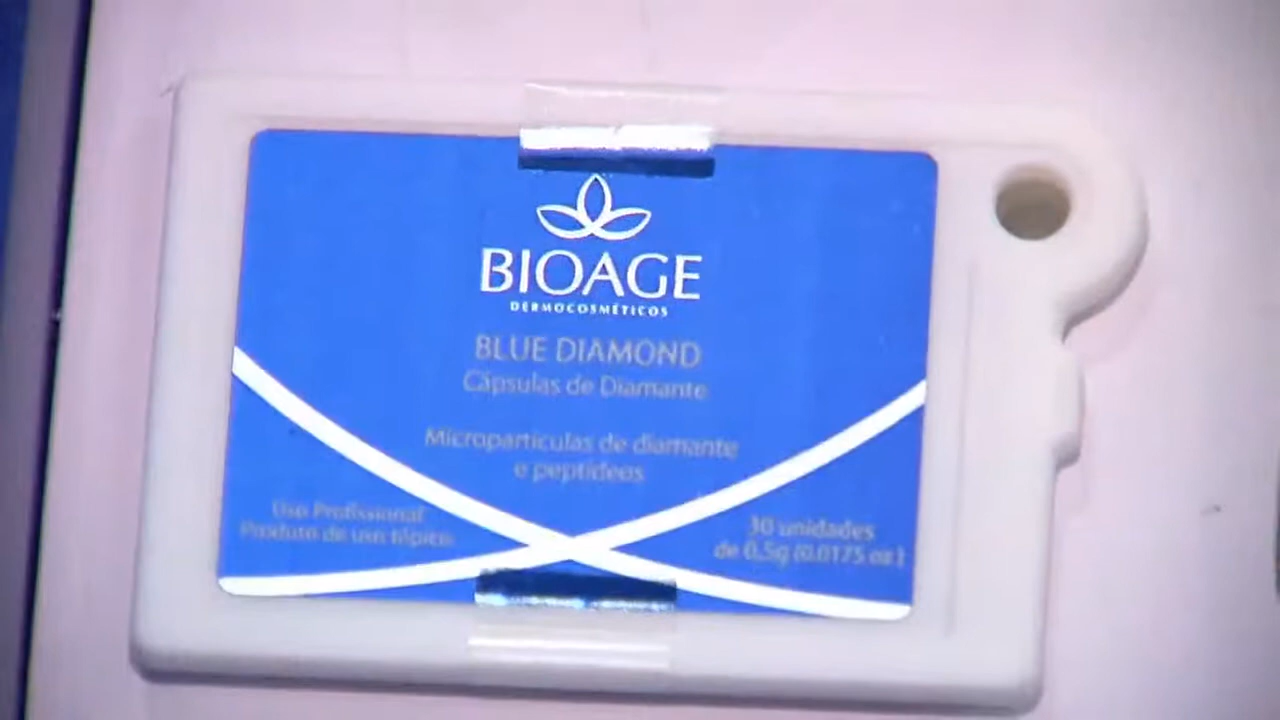 BIOAGE
DERMOCOSMÉTICOS
BLUE DIAMOND
Cápsulas de Diamante
Micropartículas de diamante
e peptídeos
Uso Profissional
Produto de uso tópico
30 unidades
de 0,5g (0.0175 oz)